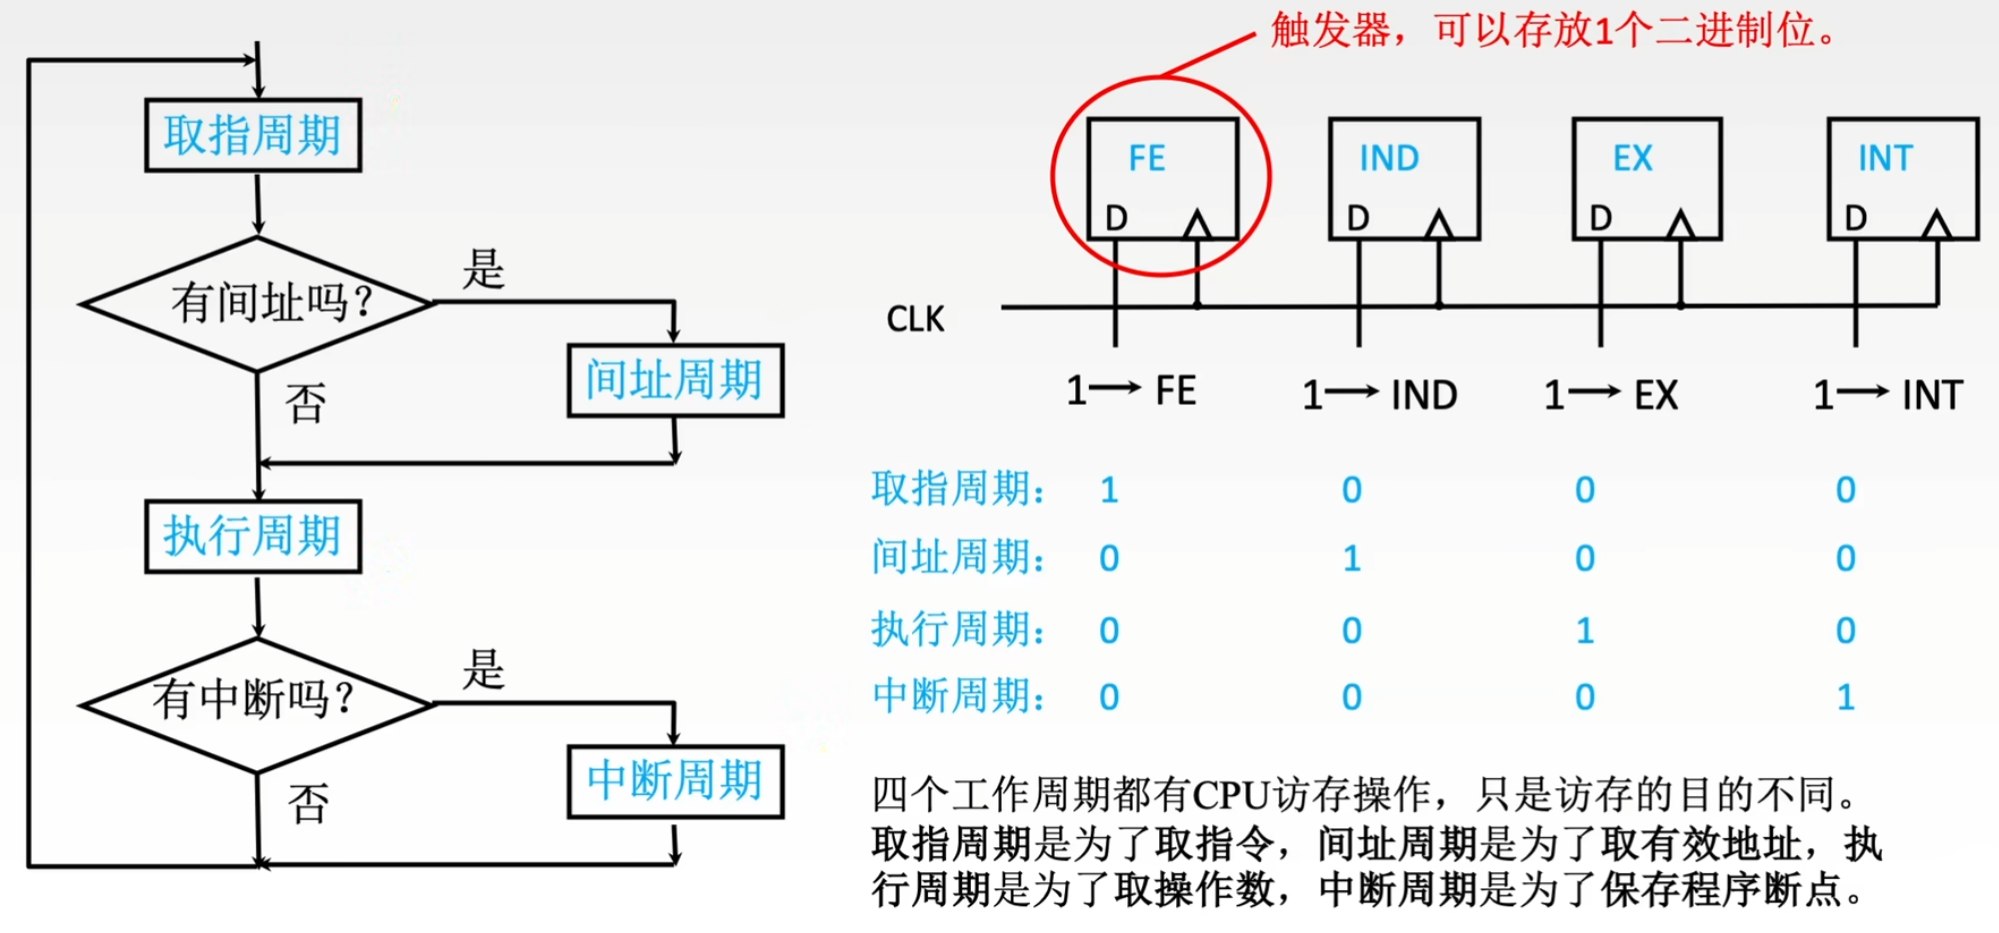 取指周期
有间址吗？
是
间址周期
否
执行周期
有中断吗？
是
中断周期
否
触发器，可以存放1个二进制位。
FE IND EX INT
D D D D
CLK
1→ FE 1→ IND 1→ EX 1→ INT
取指周期： 1 0 0 0
间址周期： 0 1 0 0
执行周期： 0 0 1 0
中断周期： 0 0 0 1
四个工作周期都有CPU访存操作，只是访存的目的不同。
取指周期是为了取指令，间址周期是为了取有效地址，执
行周期是为了取操作数，中断周期是为了保存程序断点。